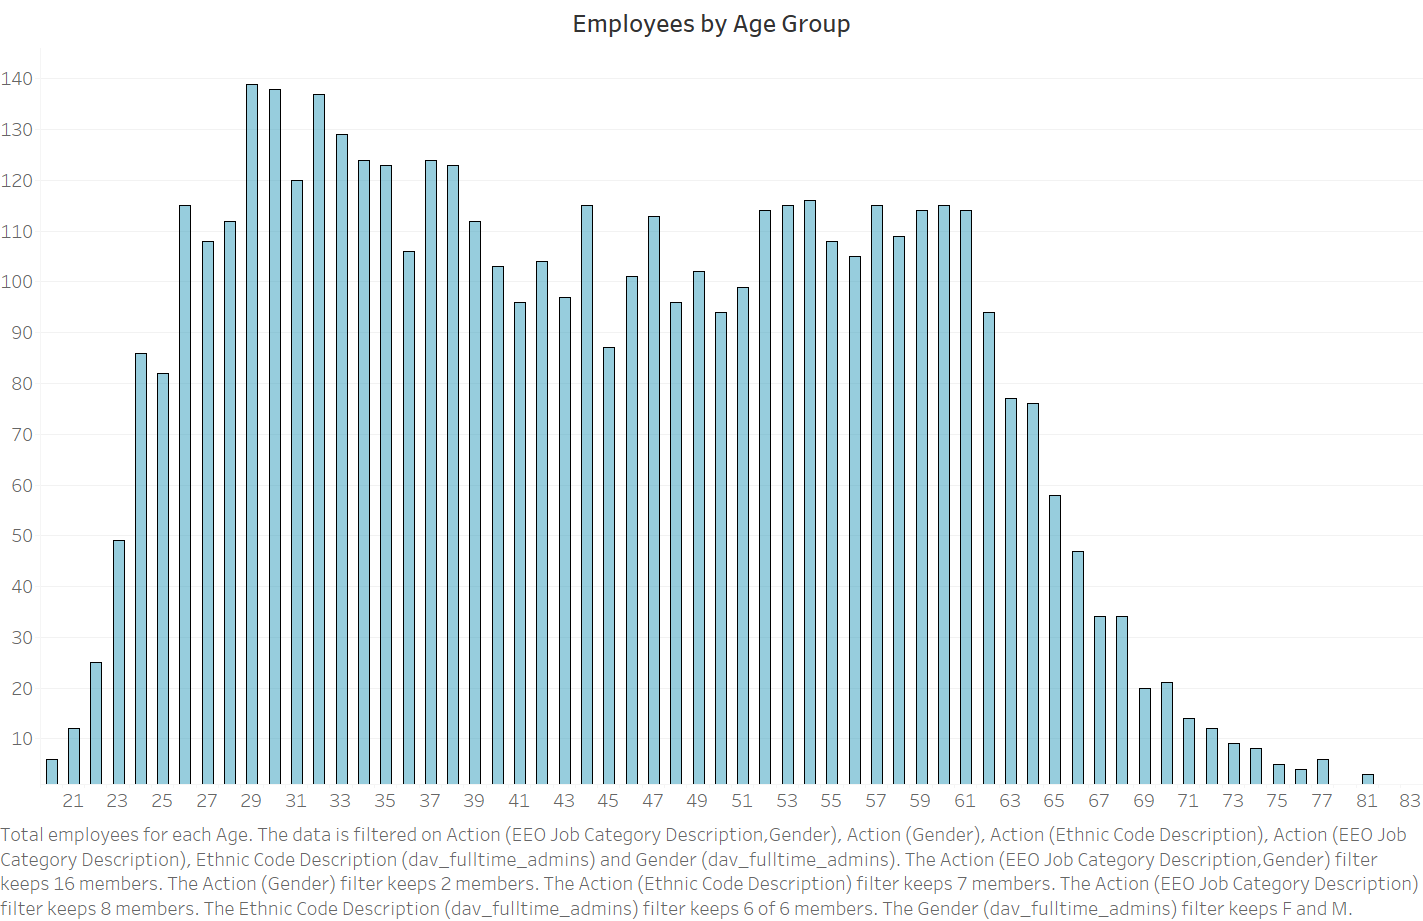 Employees by Age Group
140
130
120
110
100
90
80
70
60
50
40
30
20
10
21 23 25 27 29 31 33 35 37 39 41 43 45 47 49 51 53 55 57 59 61 63 65 67 69 71 73 75 77 81 83
Total employees for each Age. The data is filtered on Action (EEO Job Category Description,Gender), Action (Gender), Action (Ethnic Code Description), Action (EEO Job
Category Description), Ethnic Code Description (dav_fulltime_admins) and Gender (dav_fulltime_admins). The Action (EEO Job Category Description,Gender) filter
keeps 16 members. The Action (Gender) filter keeps 2 members. The Action (Ethnic Code Description) filter keeps 7 members. The Action (EEO Job Category Description)
filter keeps 8 members. The Ethnic Code Description (dav_fulltime_admins) filter keeps 6 of 6 members. The Gender (dav_fulltime_admins) filter keeps F and M.